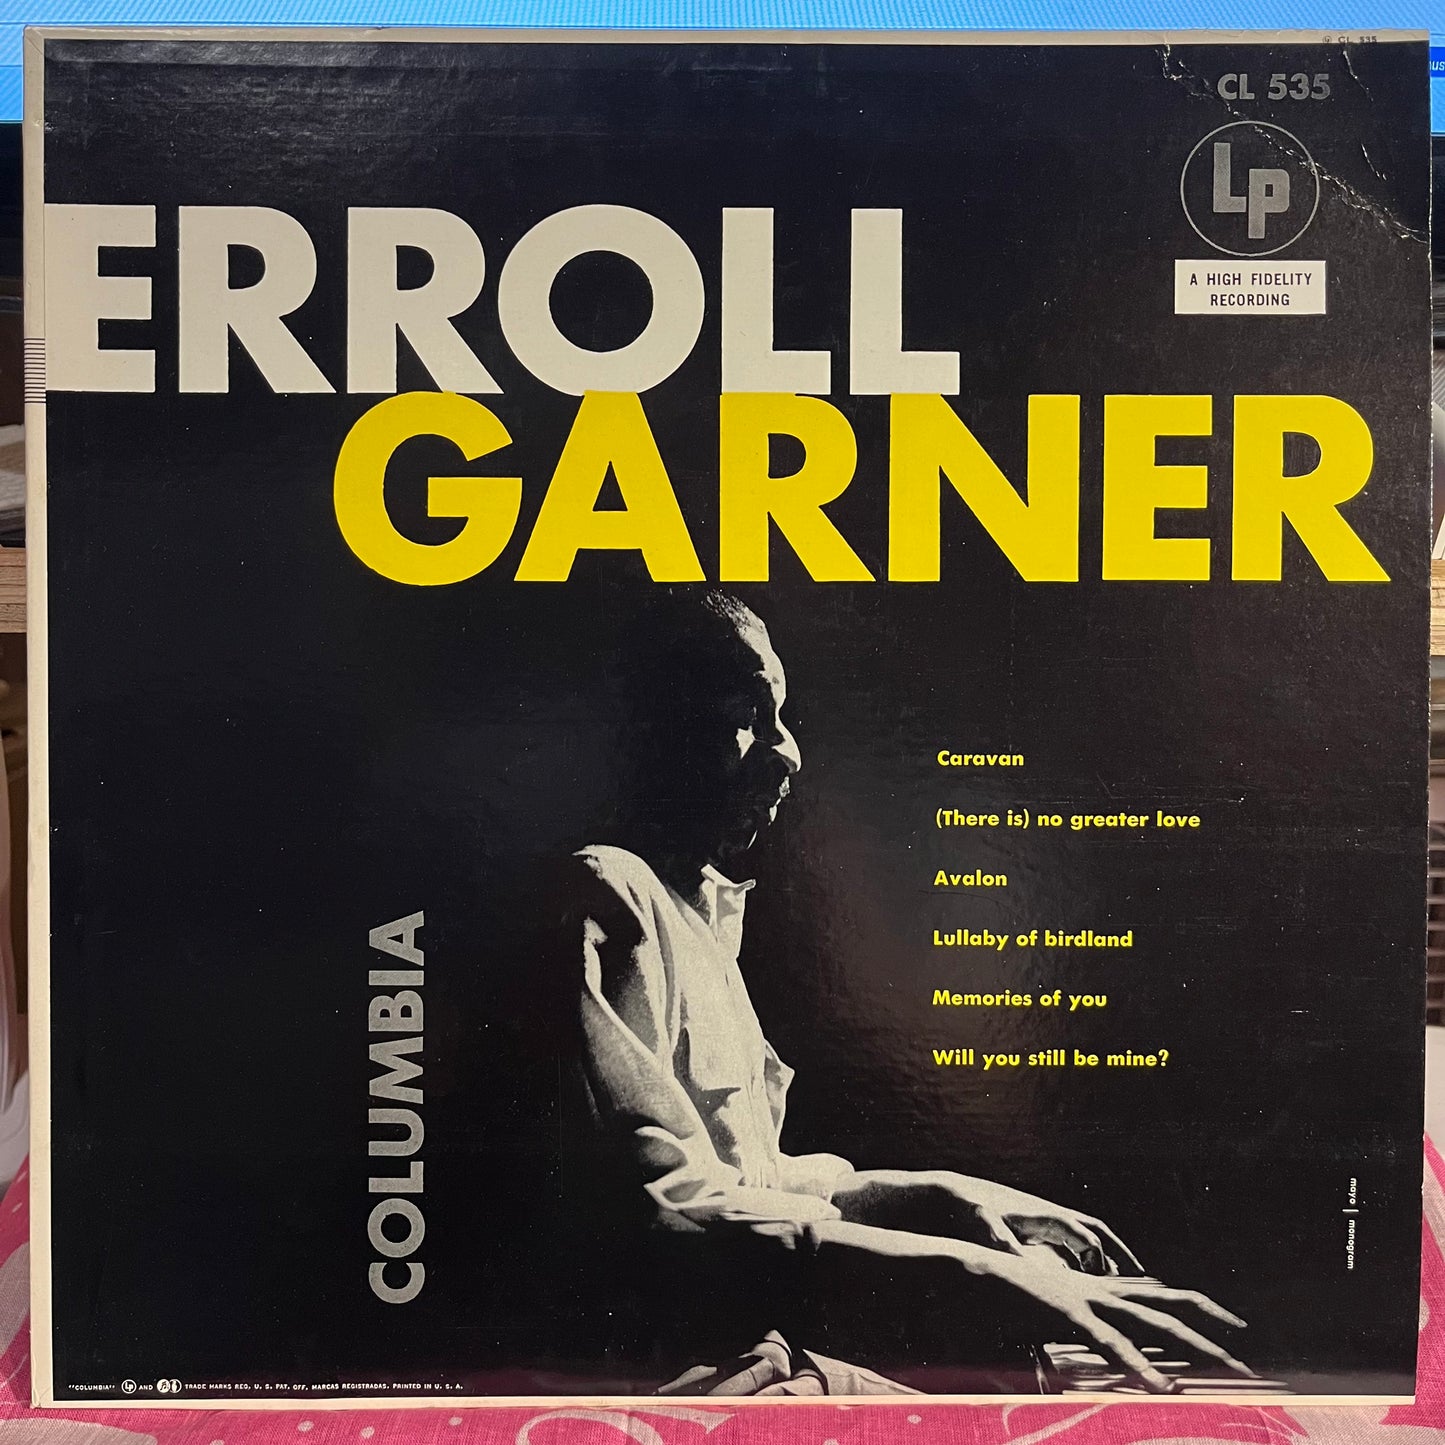 CL 535
CL 535
LP
A HIGH FIDELITY
RECORDING
ERROLL
GARNER
Caravan
(There is) no greater love
Avalon
Lullaby of birdland
Memories of you
Will you still be mine?
COLUMBIA
mayo | monogram
"COLUMBIA" LP AND TRADE MARKS REG. U. S. PAT. OFF. MARCAS REGISTRADAS. PRINTED IN U. S. A.